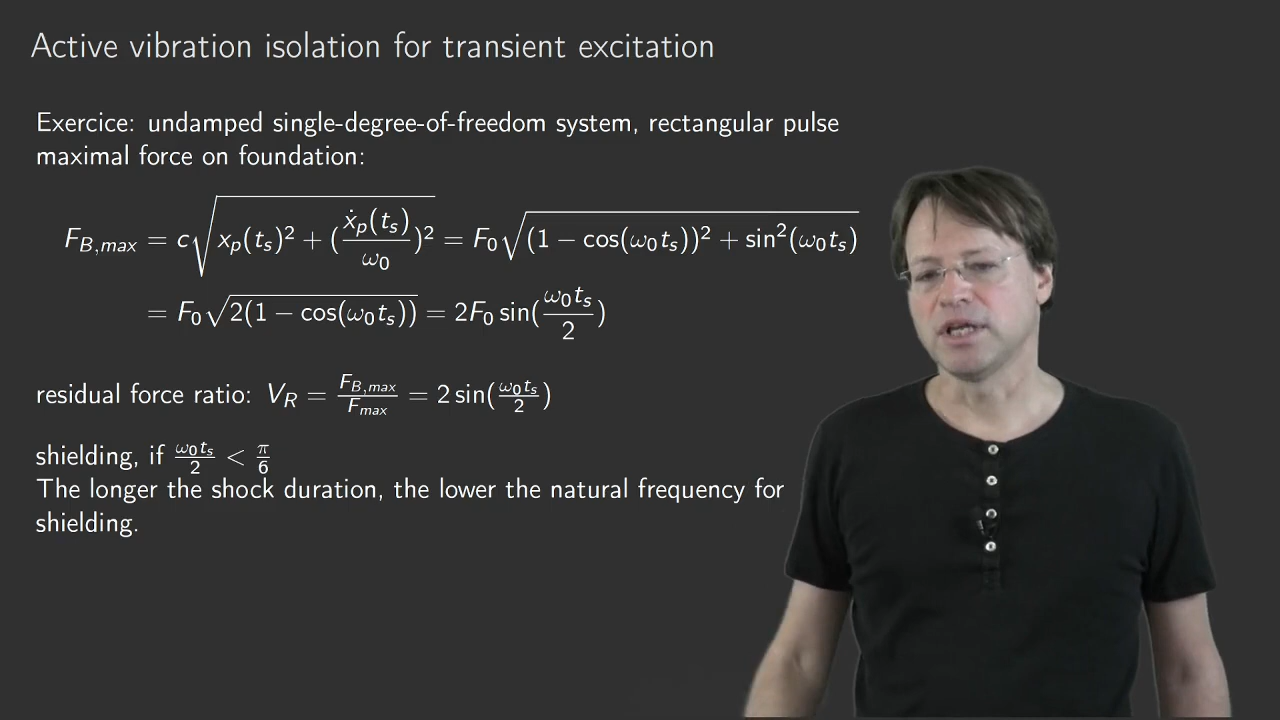 Active vibration isolation for transient excitation
Exercice: undamped single-degree-of-freedom system, rectangular pulse
maximal force on foundation:
F_{B,max} = c√(x_p(t_s)² + (ẋ_p(t_s)/ω₀)²) = F₀√((1 − cos(ω₀t_s))² + sin²(ω₀t_s))
= F₀√(2(1 − cos(ω₀t_s))) = 2F₀ sin(ω₀t_s/2)
residual force ratio: V_R = F_{B,max}/F_{max} = 2 sin(ω₀t_s/2)
shielding, if ω₀t_s/2 < π/6
The longer the shock duration, the lower the natural frequency for
shielding.